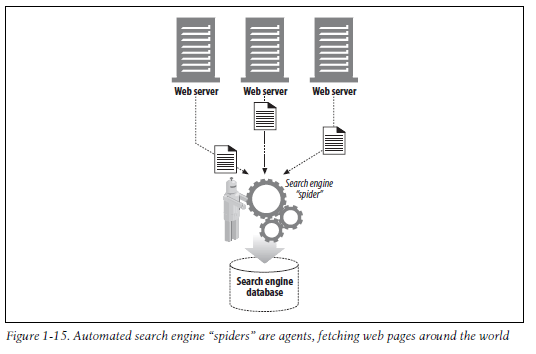 Web server
Web server
Web server
Search engine
"spider"
Search engine
database
Figure 1-15. Automated search engine “spiders” are agents, fetching web pages around the world